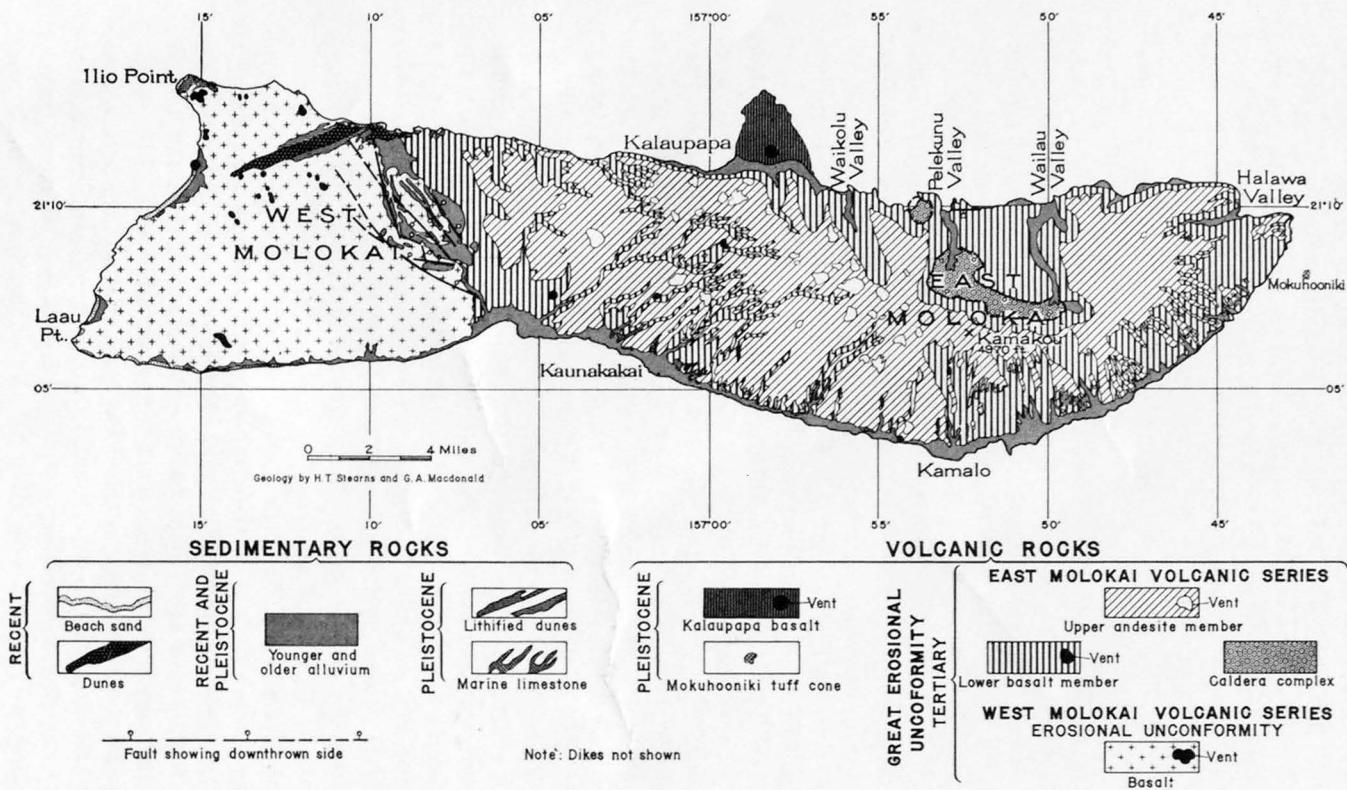 15'
10'
05'
157°00'
55'
50'
45'
Ilio Point
Kalaupapa
Waikolu
Valley
Pelekunu
Valley
Wailau
Valley
Halawa
Valley
21°10'
21°10'
WEST
MOLOKAI
EAST
MOLOKAI
Mokuhooniki
Laau
Pt.
Kamakou
4970 ft.
05'
05'
Kaunakakai
Kamalo
0 2 4 Miles
Geology by H.T. Stearns and G.A. Macdonald
15'
10'
05'
157°00'
55'
50'
45'
SEDIMENTARY ROCKS
RECENT
Beach sand
Dunes
RECENT AND
PLEISTOCENE
Younger and
older alluvium
PLEISTOCENE
Lithified dunes
Marine limestone
Fault showing downthrown side
Note: Dikes not shown
VOLCANIC ROCKS
PLEISTOCENE
Vent
Kalaupapa basalt
Mokuhooniki tuff cone
GREAT EROSIONAL
UNCOFORMITY
TERTIARY
EAST MOLOKAI VOLCANIC SERIES
Vent
Upper andesite member
Vent
Lower basalt member
Caldera complex
WEST MOLOKAI VOLCANIC SERIES
EROSIONAL UNCONFORMITY
Vent
Basalt